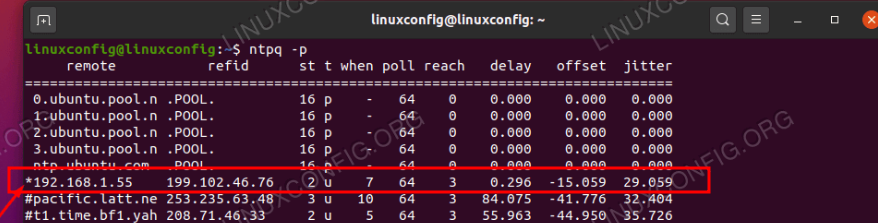 linuxconfig@linuxconfig: ~
linuxconfig@linuxconfig:~$ ntpq -p
remote refid st t when poll reach delay offset jitter
==============================================================================
0.ubuntu.pool.n .POOL. 16 p - 64 0 0.000 0.000 0.000
1.ubuntu.pool.n .POOL. 16 p - 64 0 0.000 0.000 0.000
2.ubuntu.pool.n .POOL. 16 p - 64 0 0.000 0.000 0.000
3.ubuntu.pool.n .POOL. 16 p - 64 0 0.000 0.000 0.000
ntp.ubuntu.com .POOL. 16 p - 64 0 0.000 0.000 0.000
*192.168.1.55 199.102.46.76 2 u 7 64 3 0.296 -15.059 29.059
#pacific.latt.ne 253.235.63.48 3 u 10 64 3 84.075 -41.776 32.404
#t1.time.bf1.yah 208.71.46.33 2 u 5 64 3 55.963 -44.950 35.726
LINUXCONFIG.ORG